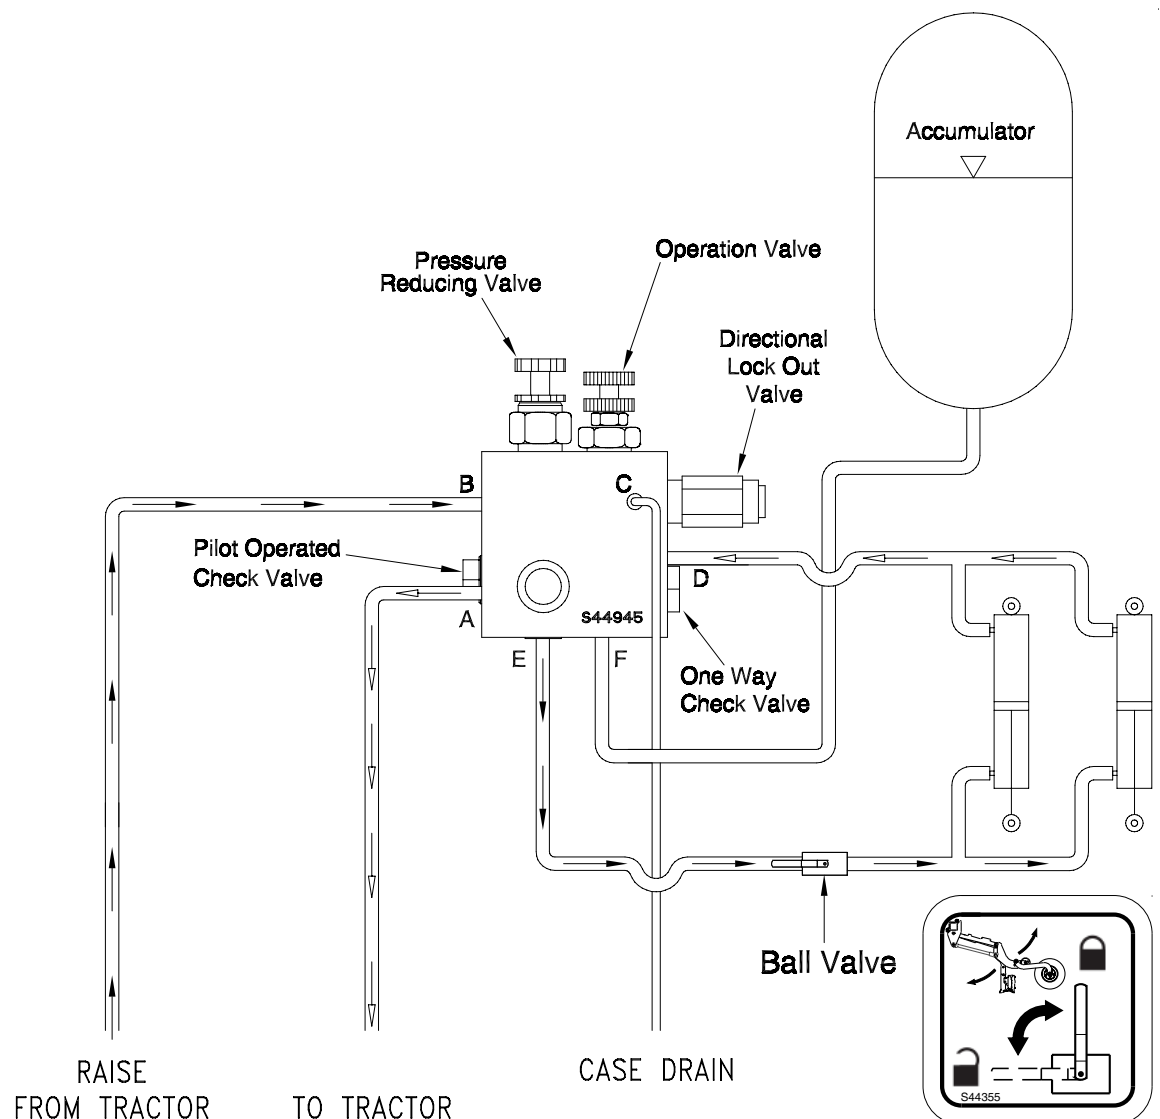 Accumulator
Operation Valve
Pressure
Reducing Valve
Directional
Lock Out
Valve
B
C
Pilot Operated
Check Valve
D
A
S44945
E
F
One Way
Check Valve
Ball Valve
RAISE
FROM TRACTOR
TO TRACTOR
CASE DRAIN
S44355